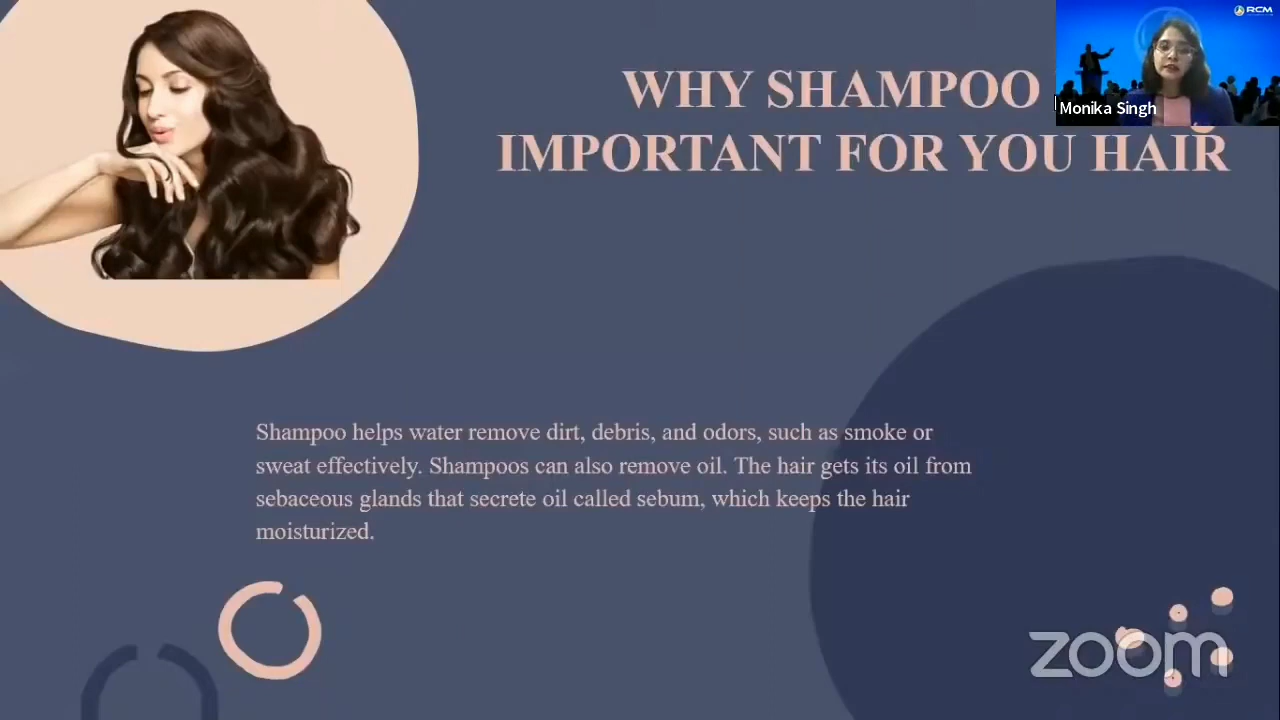 WHY SHAMPOO
IMPORTANT FOR YOU HAIR
RCM
Monika Singh
Shampoo helps water remove dirt, debris, and odors, such as smoke or
sweat effectively. Shampoos can also remove oil. The hair gets its oil from
sebaceous glands that secrete oil called sebum, which keeps the hair
moisturized.
zoom